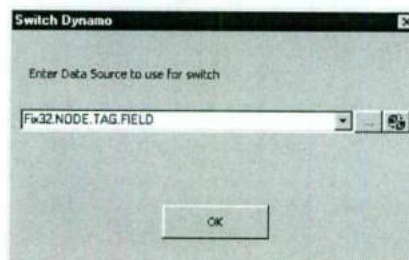 Switch Dynamo
Enter Data Source to use for switch
Fix32.NODE.TAG.FIELD
...
OK